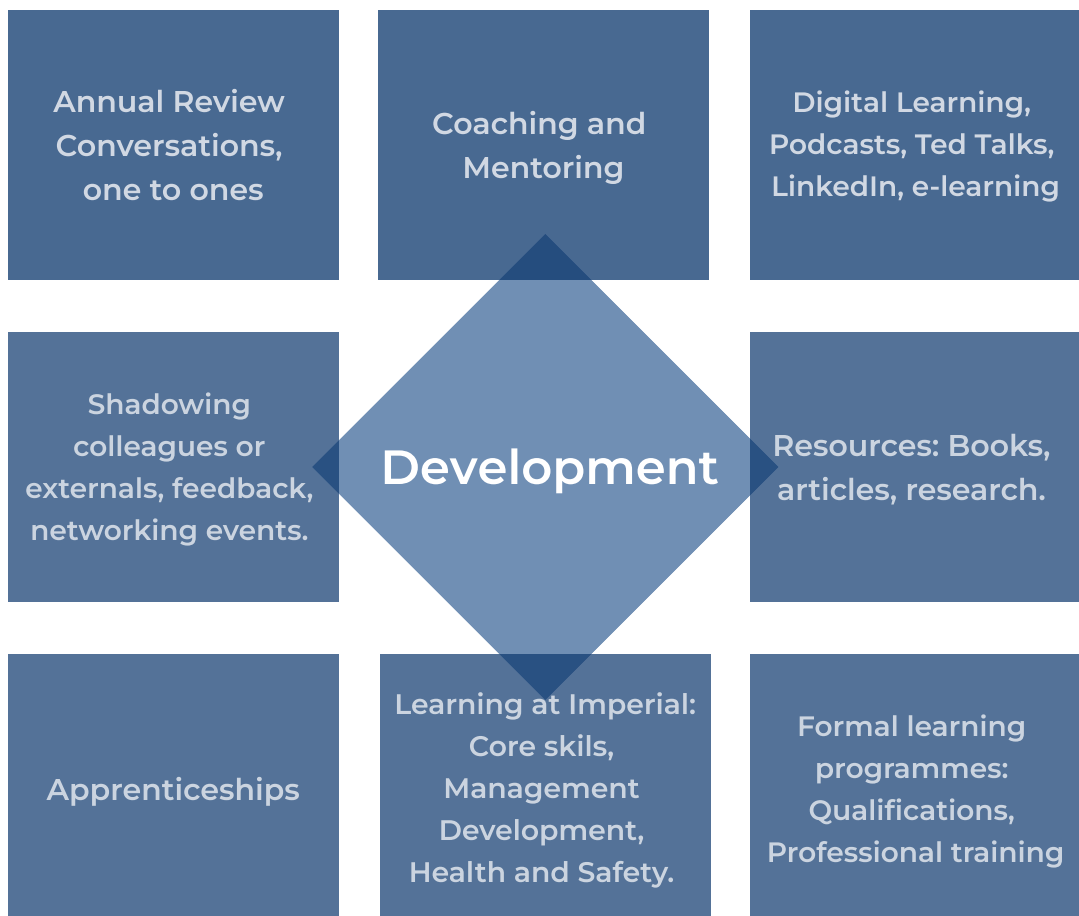 Annual Review
Conversations,
one to ones
Coaching and
Mentoring
Digital Learning,
Podcasts, Ted Talks,
LinkedIn, e-learning
Shadowing
colleagues or
externals, feedback,
networking events.
Development
Resources: Books,
articles, research.
Apprenticeships
Learning at Imperial:
Core skils,
Management
Development,
Health and Safety.
Formal learning
programmes:
Qualifications,
Professional training